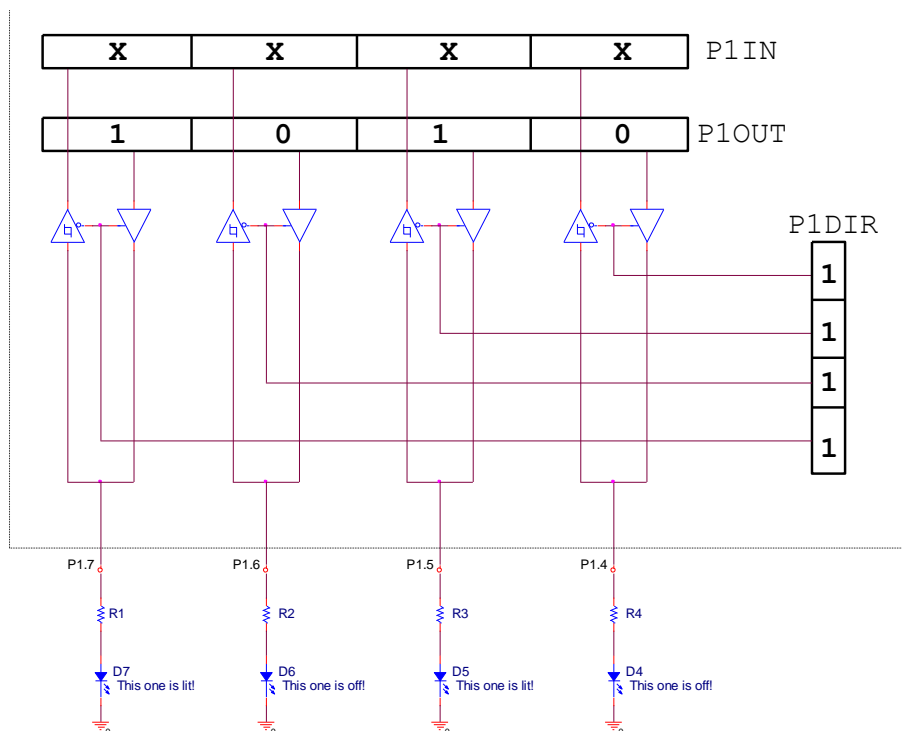 X X X X P1IN
1 0 1 0 P1OUT
P1DIR
1
1
1
1
P1.7 P1.6 P1.5 P1.4
R1 R2 R3 R4
D7 D6 D5 D4
This one is lit! This one is off! This one is lit! This one is off!